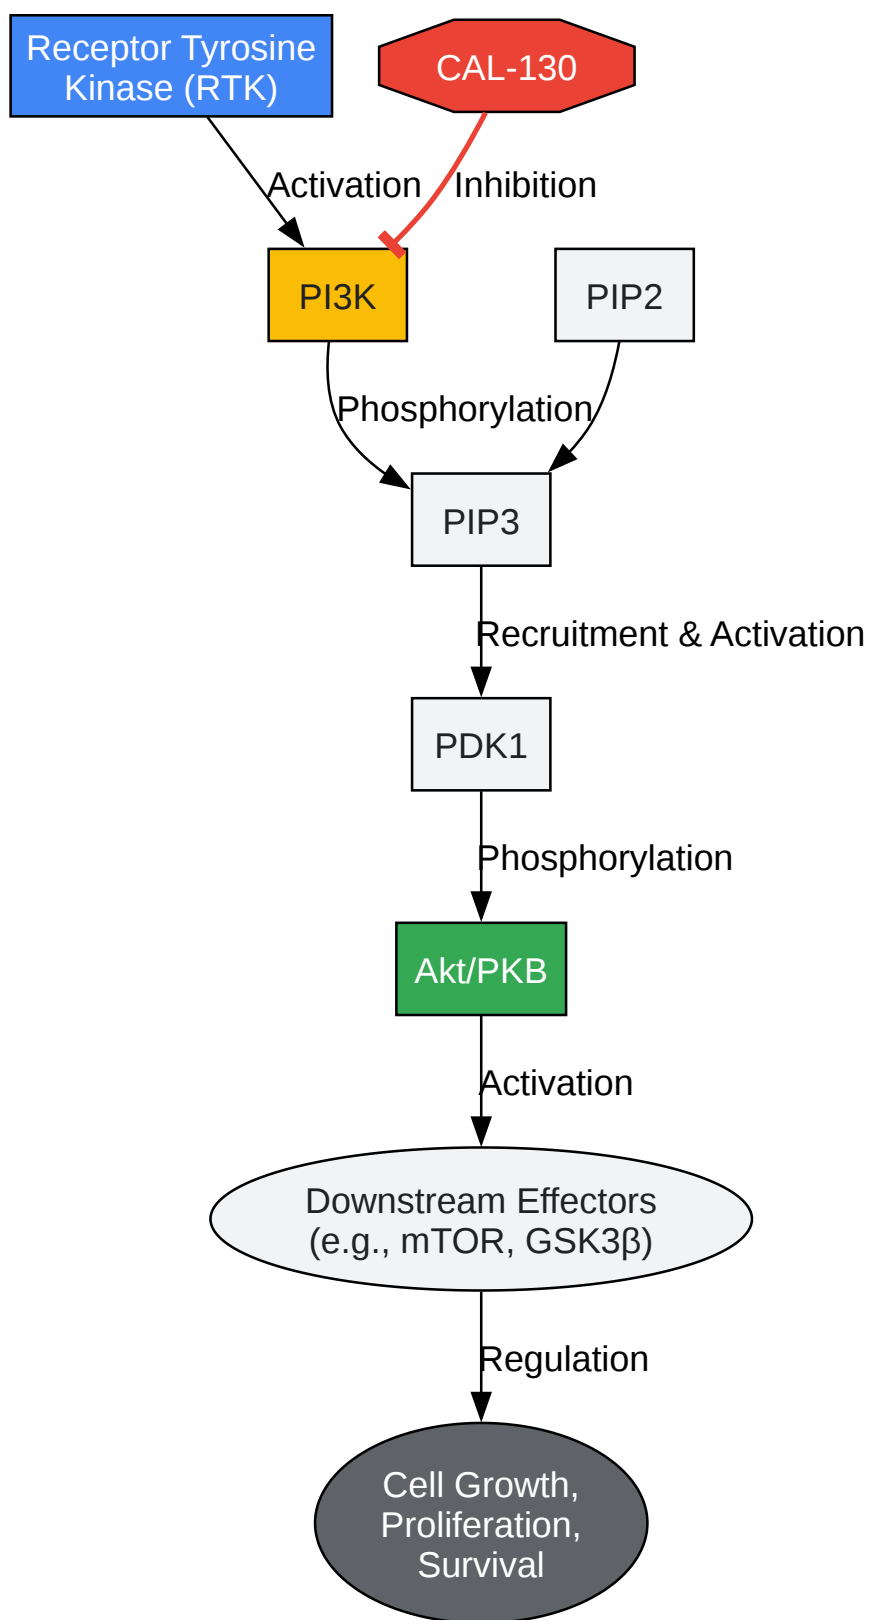 Receptor Tyrosine
Kinase (RTK)
CAL-130
Activation
Inhibition
PI3K
PIP2
Phosphorylation
PIP3
Recruitment & Activation
PDK1
Phosphorylation
Akt/PKB
Activation
Downstream Effectors
(e.g., mTOR, GSK3β)
Regulation
Cell Growth,
Proliferation,
Survival